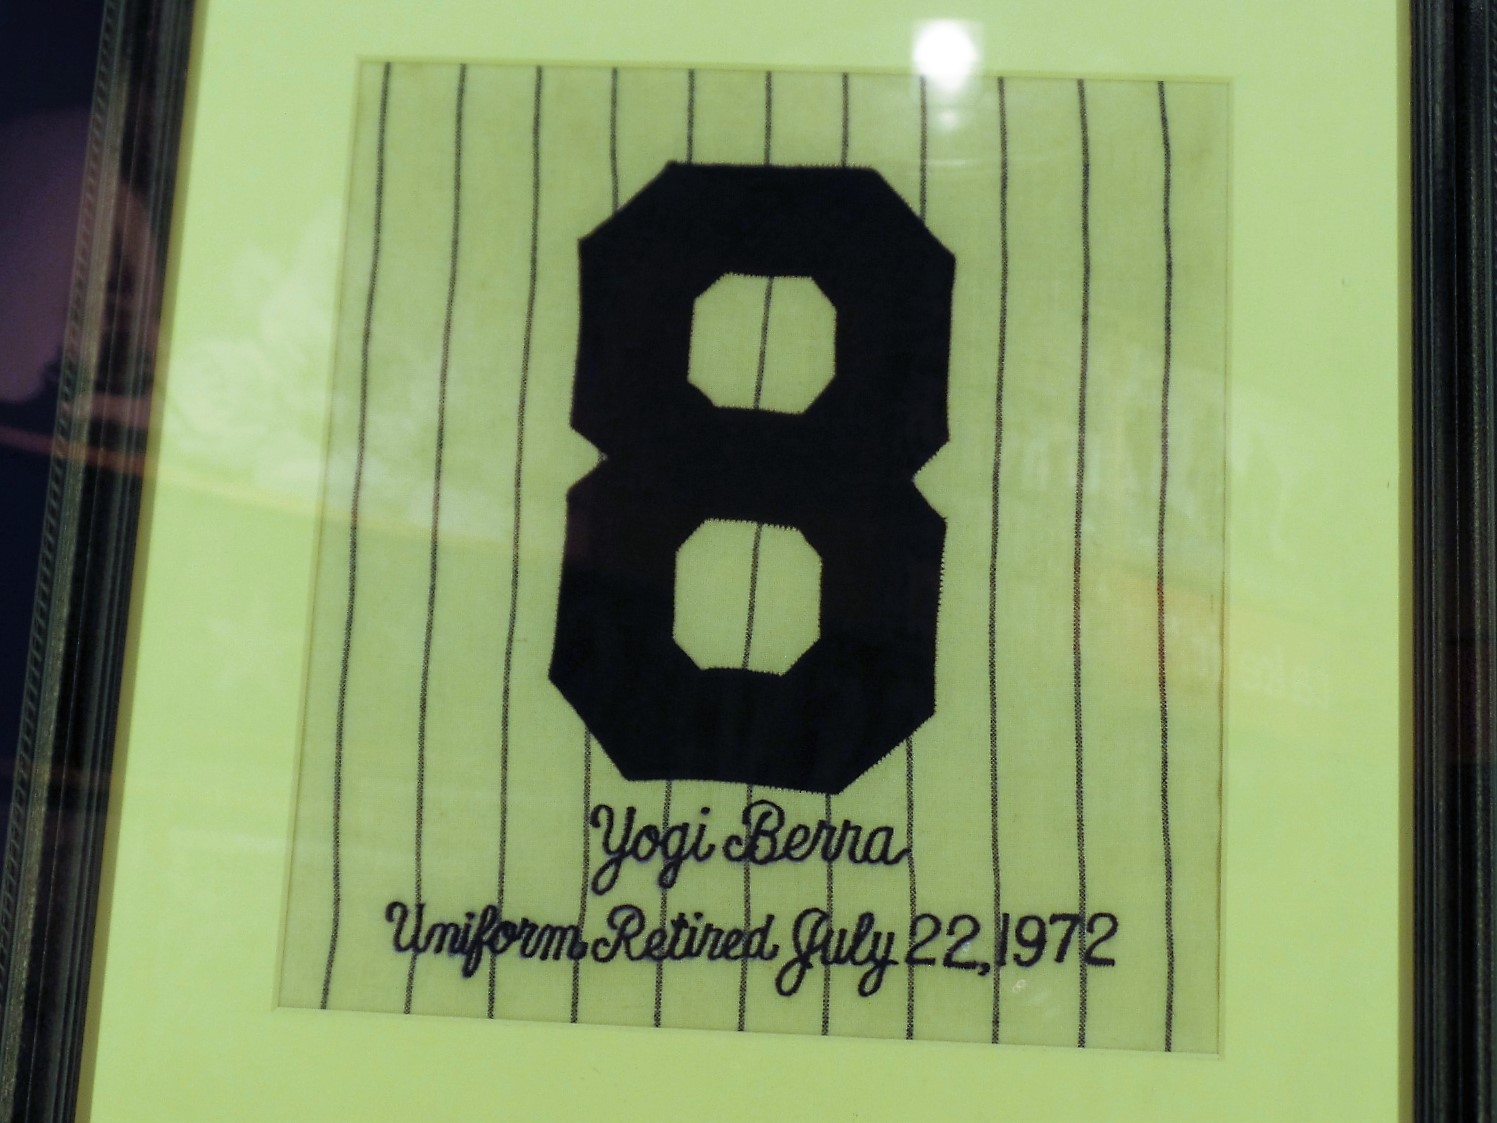 8
Yogi Berra
Uniform Retired July 22, 1972